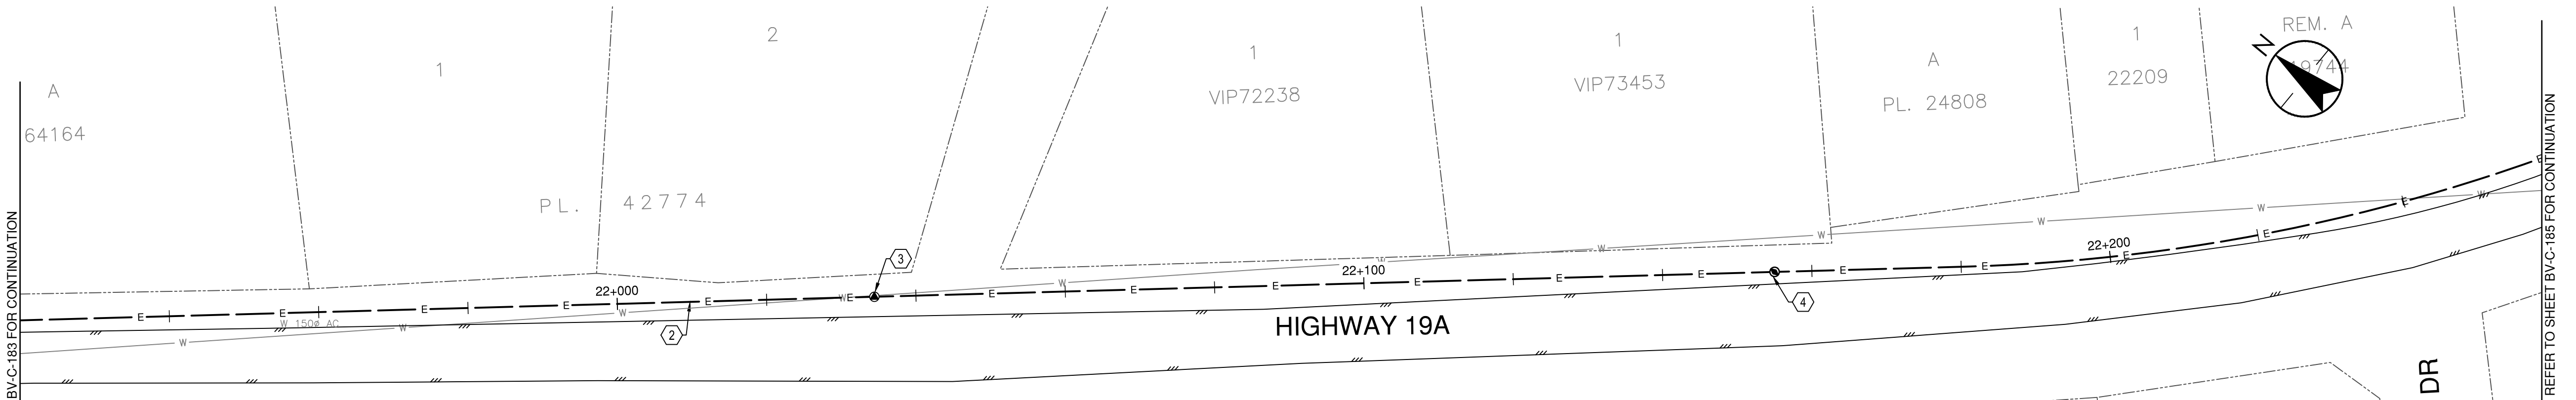 BV-C-183 FOR CONTINUATION
A
64164
1
2
PL. 42774
1
VIP72238
1
VIP73453
A
PL. 24808
1
22209
REM. A
19744
N
22+000
22+100
22+200
W 150ø AC
E E E E E E E E E E E E E E E E E E
W W W W W W W W W W W W
2
3
4
HIGHWAY 19A
DR
REFER TO SHEET BV-C-185 FOR CONTINUATION